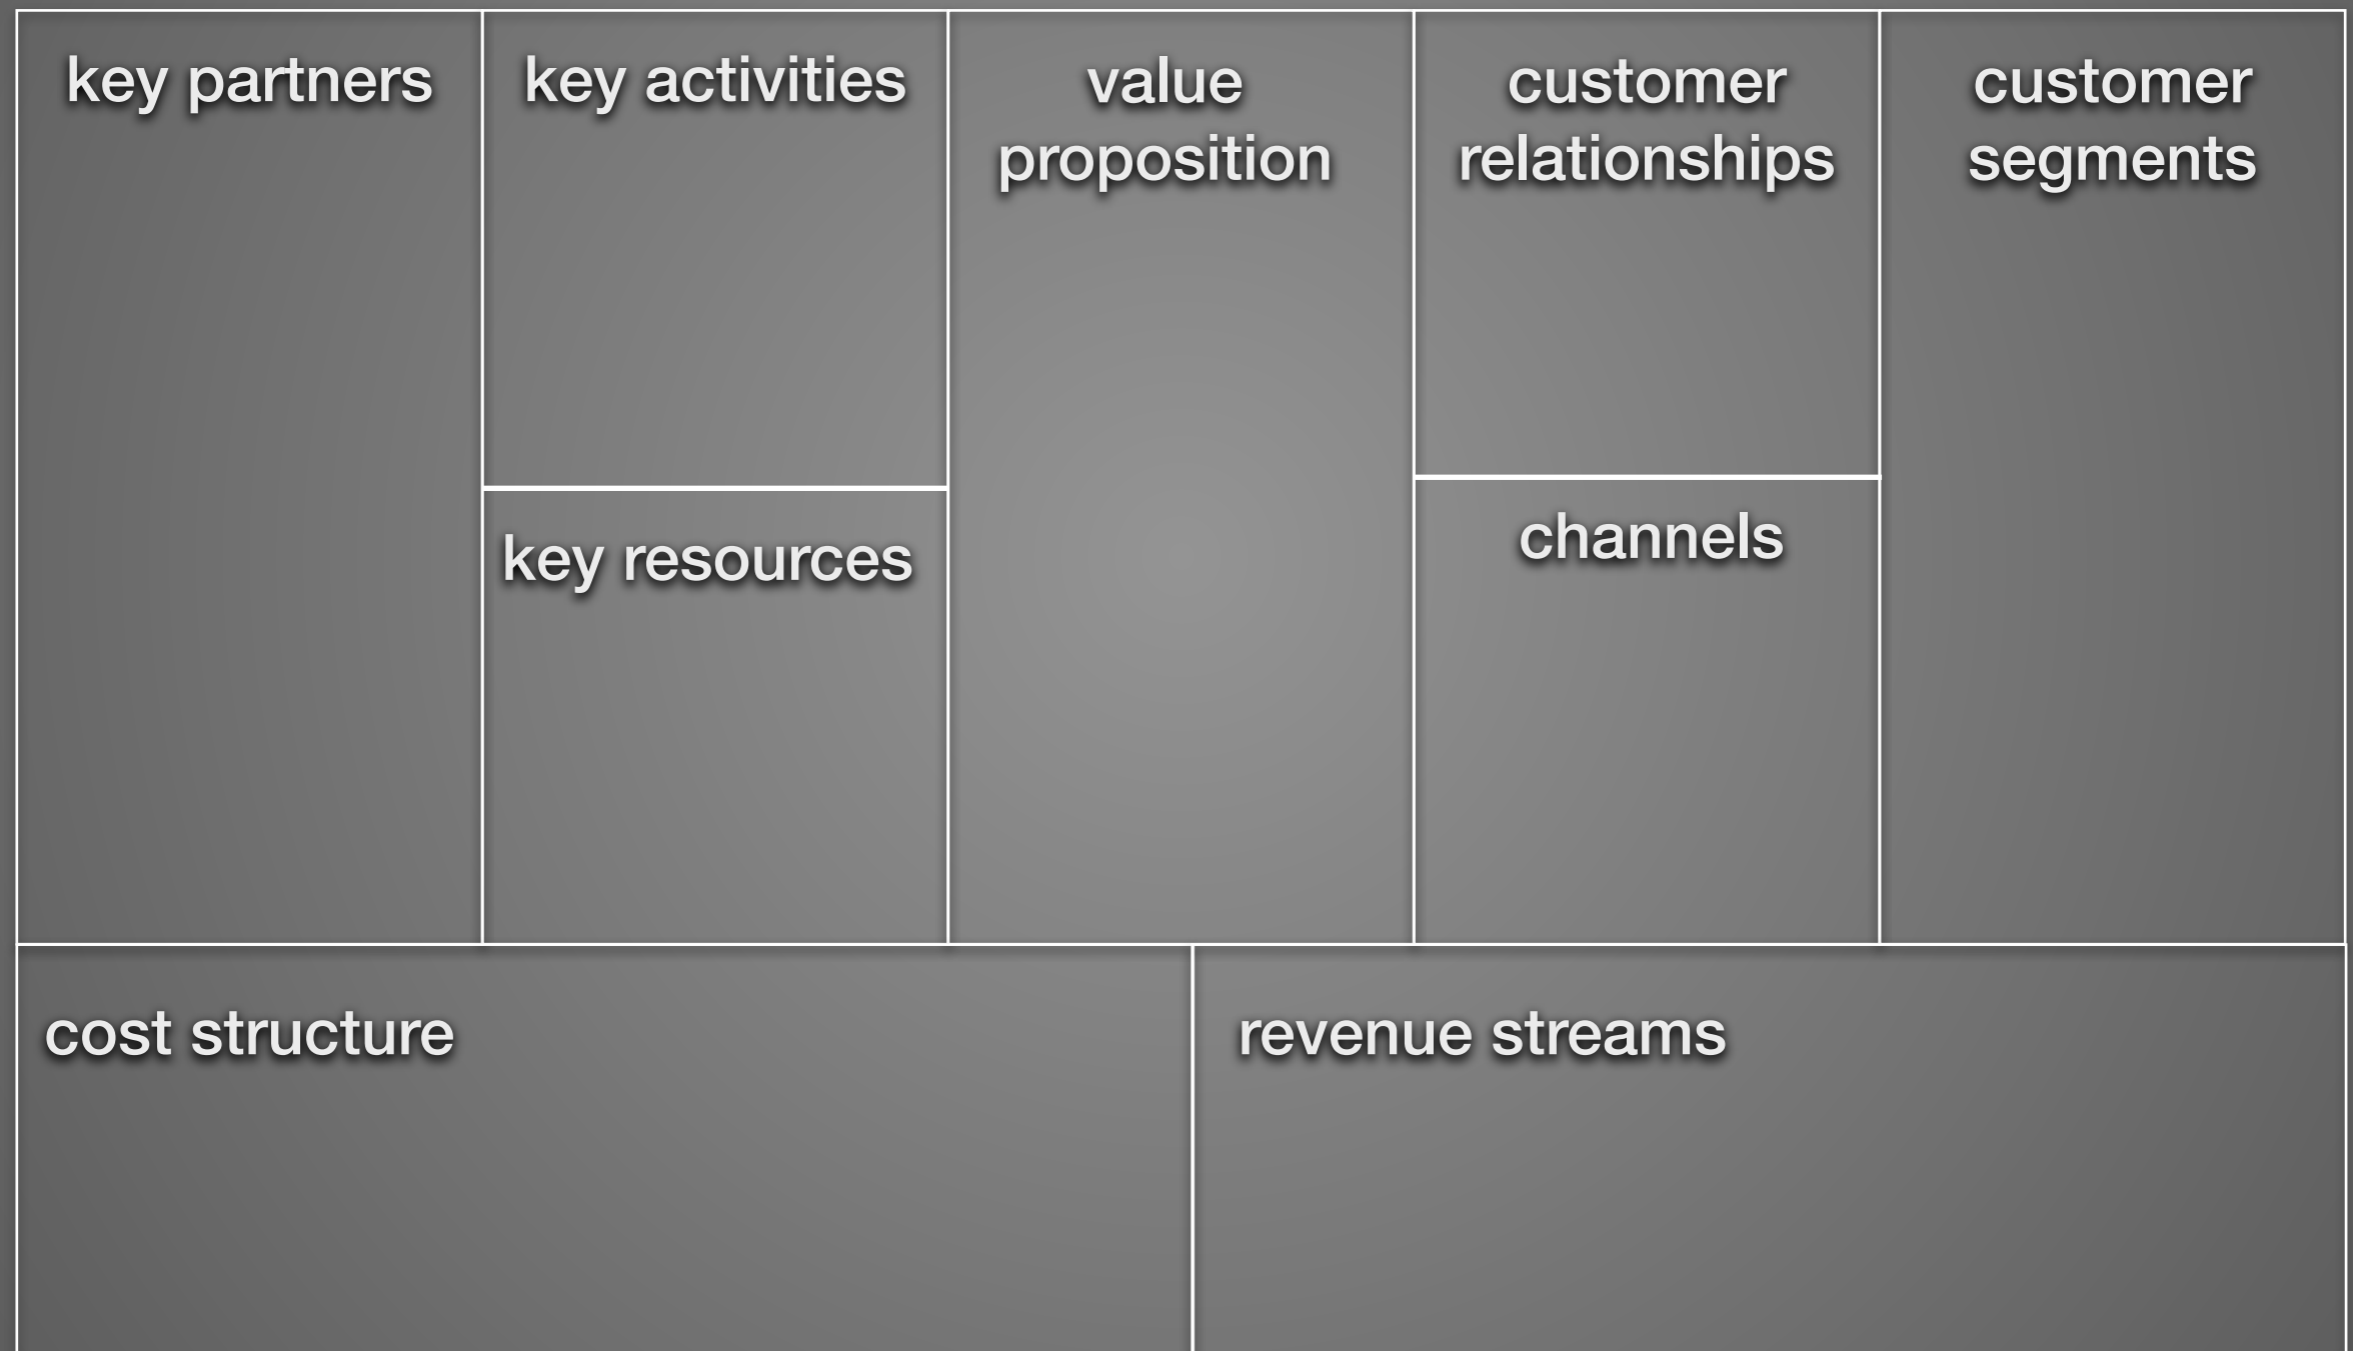 key partners
key activities
value
proposition
customer
relationships
customer
segments
key resources
channels
cost structure
revenue streams